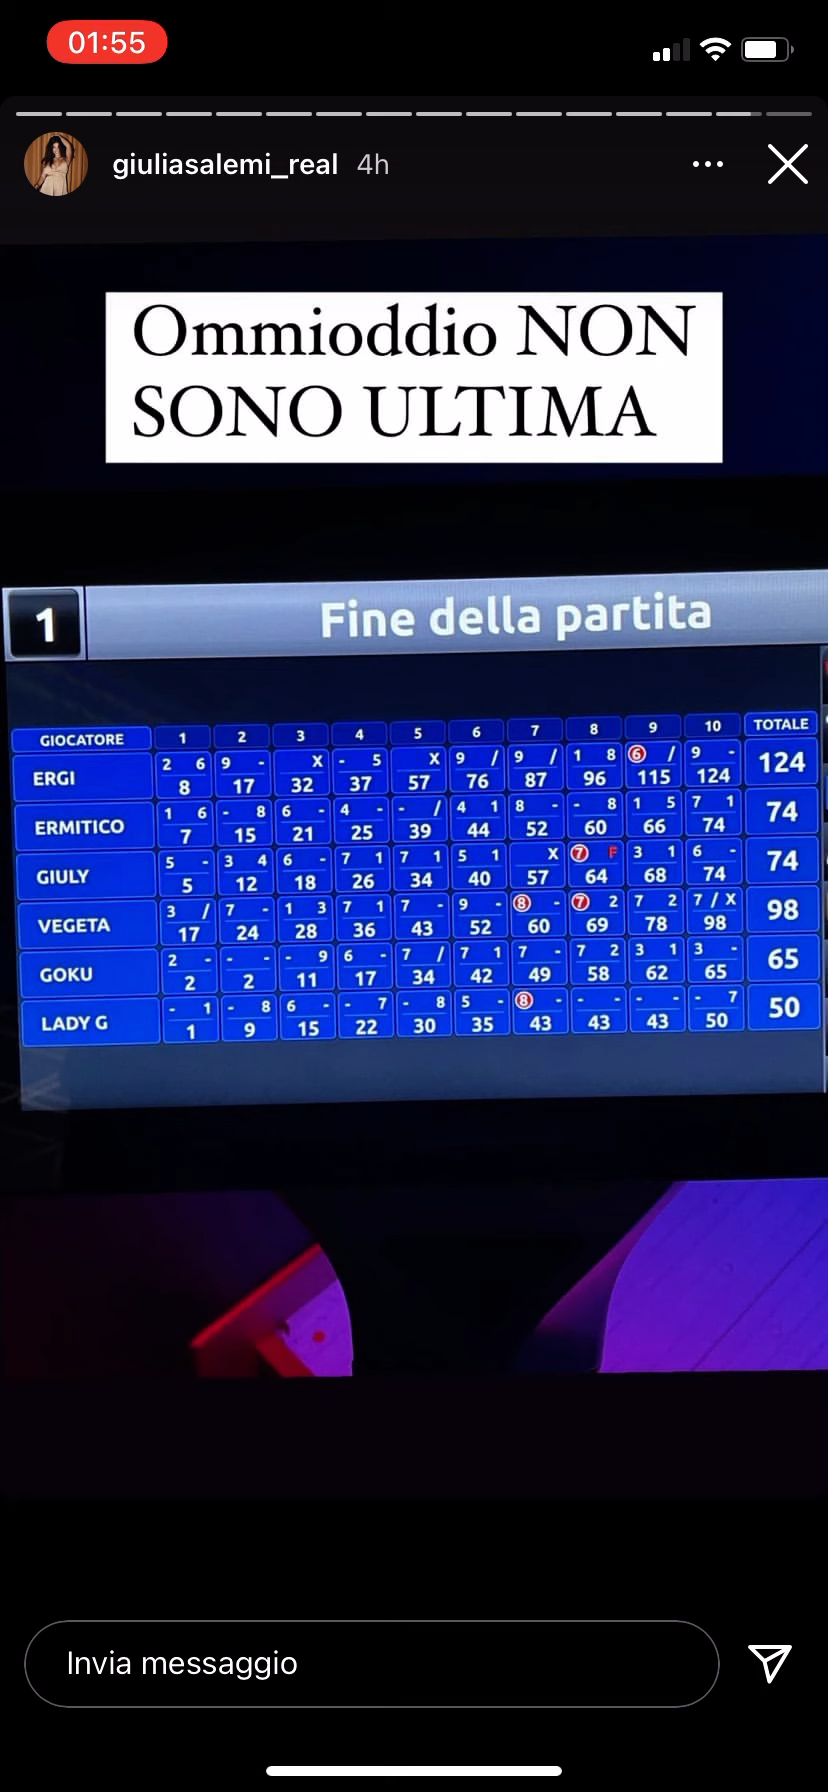 01:55
giuliasalemi_real 4h
Ommioddio NON
SONO ULTIMA
1 Fine della partita
GIOCATORE 1 2 3 4 5 6 7 8 9 10 TOTALE
2 6 9 - X - 5 X 9 / 9 / 1 8 6 / 9 -
ERGI 8 17 32 37 57 76 87 96 115 124 124
1 6 - 8 6 - 4 - - / 4 1 8 - - 8 1 5 7 1
ERMITICO 7 15 21 25 39 44 52 60 66 74 74
5 - 3 4 6 - 7 1 7 1 5 1 X 7 F 3 1 6 -
GIULY 5 12 18 26 34 40 57 64 68 74 74
3 / 7 - 1 3 7 1 7 - 9 - 8 - 7 2 7 2 7 / X
VEGETA 17 24 28 36 43 52 60 69 78 98 98
2 - - - - 9 6 - 7 / 7 1 7 - 7 2 3 1 3 -
GOKU 2 2 11 17 34 42 49 58 62 65 65
- 1 - 8 6 - - 7 - 8 5 - 8 - - - - - - 7
LADY G 1 9 15 22 30 35 43 43 43 50 50
Invia messaggio